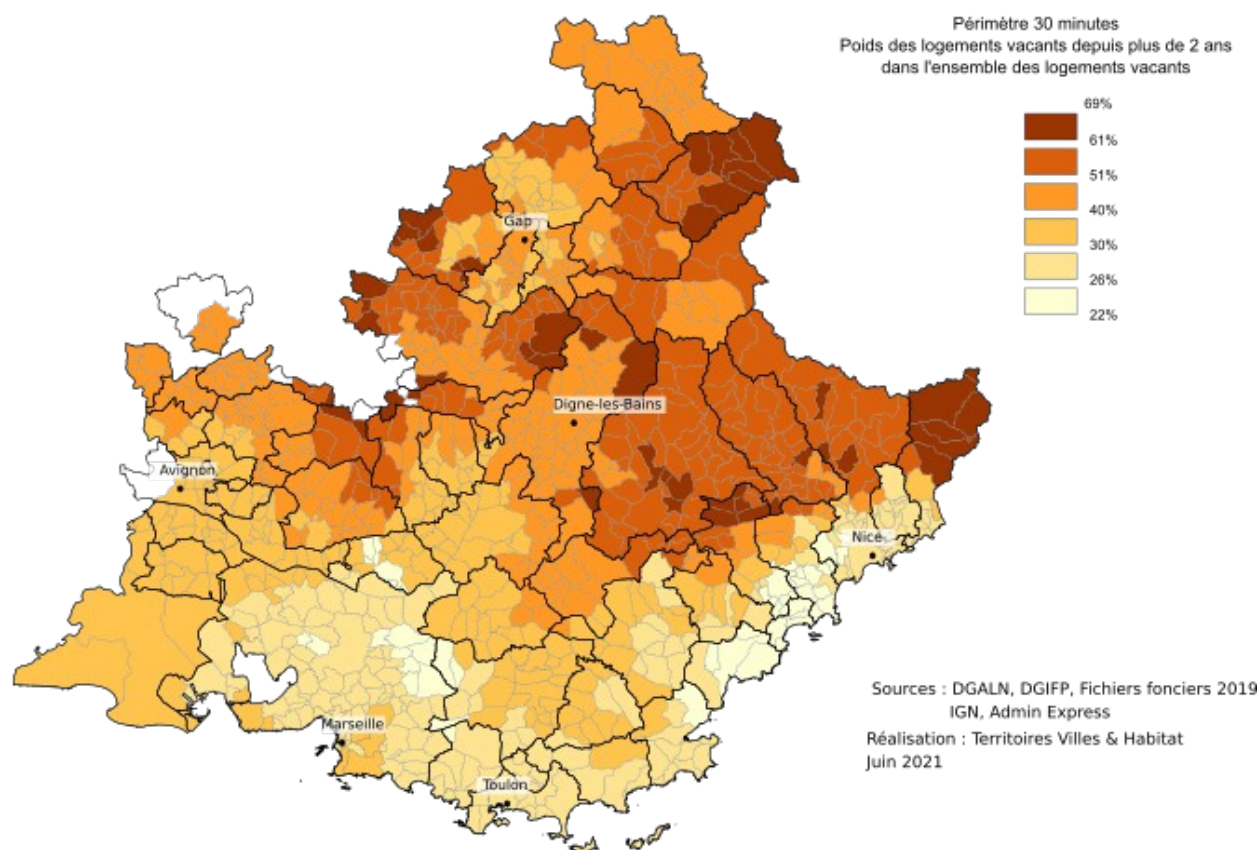 Périmètre 30 minutes
Poids des logements vacants depuis plus de 2 ans
dans l'ensemble des logements vacants
69%
61%
51%
40%
30%
26%
22%
Gap
Digne-les-Bains
Avignon
Nice
Marseille
Toulon
Sources : DGALN, DGIFP, Fichiers fonciers 2019
IGN, Admin Express
Réalisation : Territoires Villes & Habitat
Juin 2021